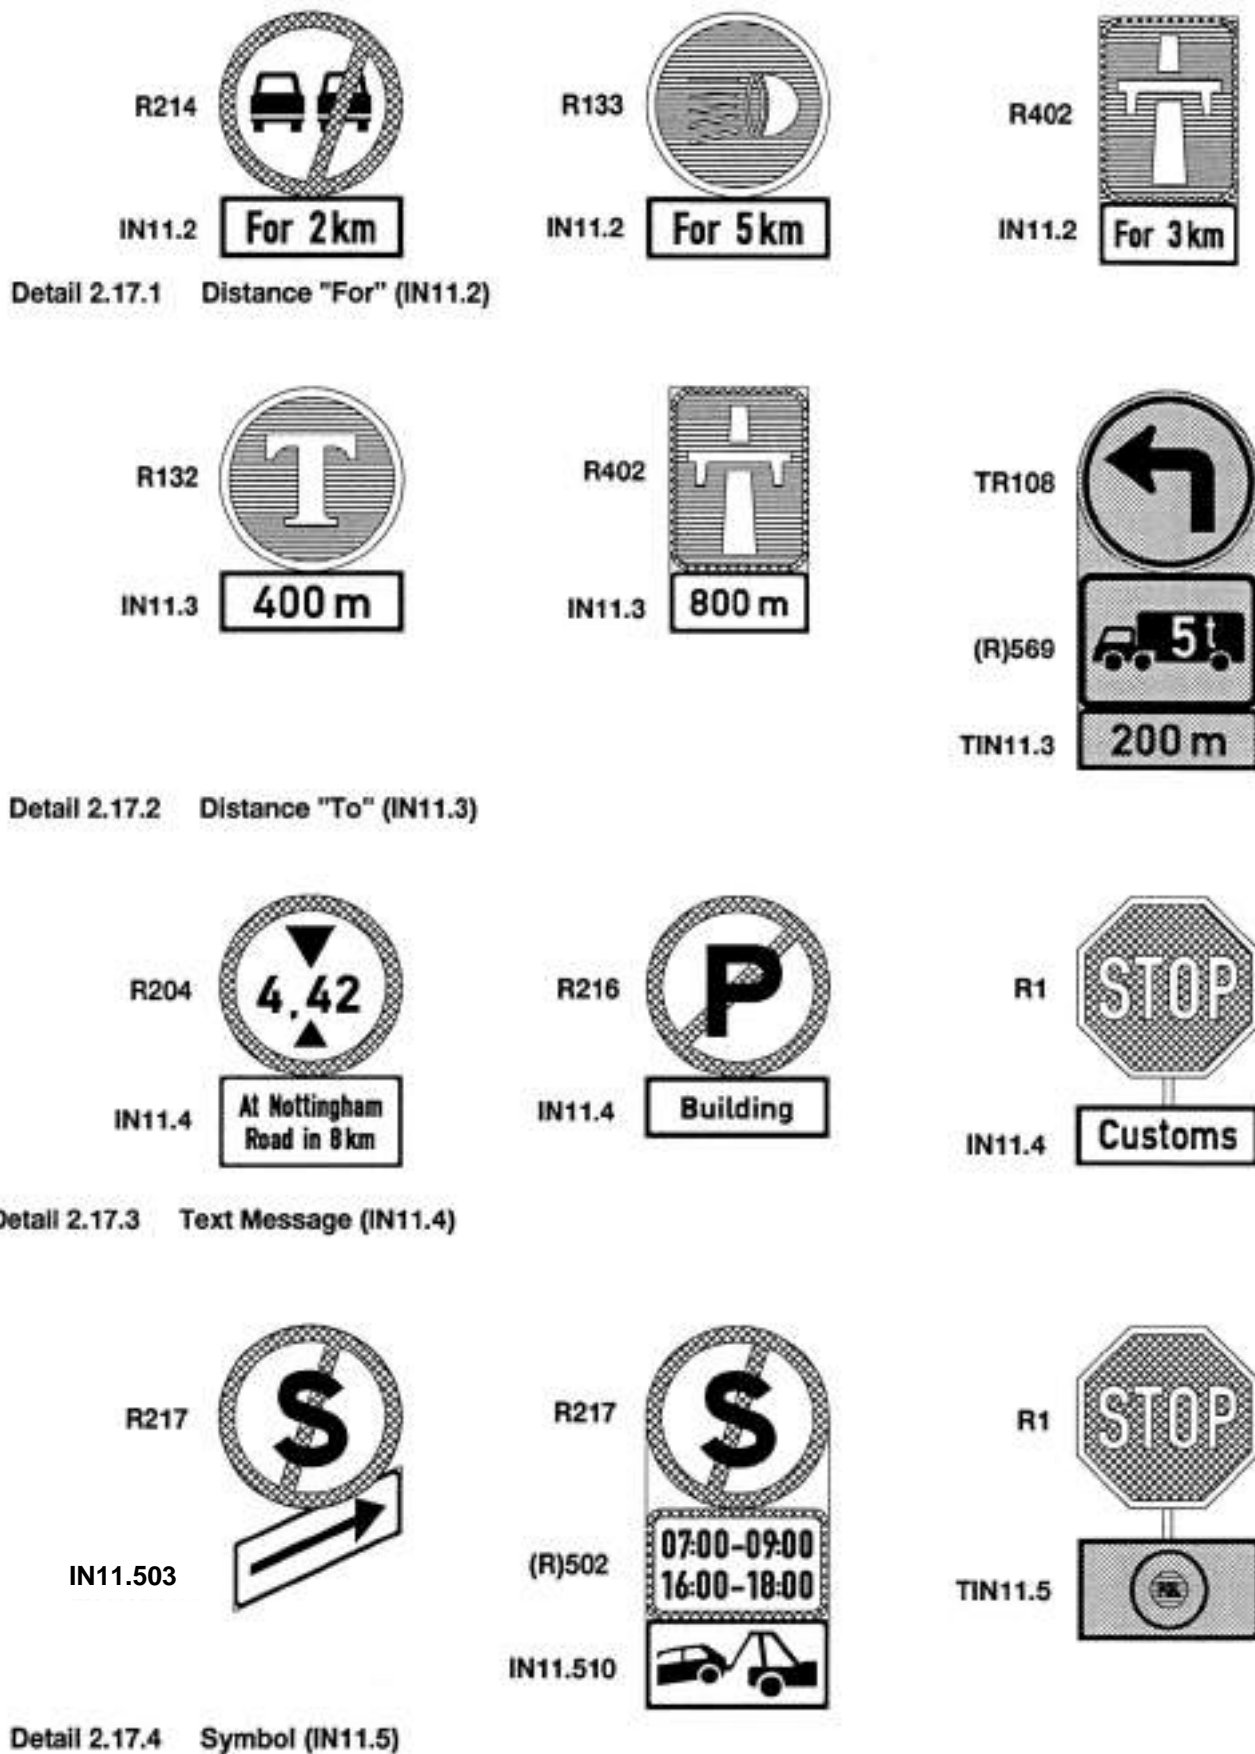 R214
R133
R402
IN11.2
For 2km
IN11.2
For 5km
IN11.2
For 3km
Detail 2.17.1 Distance "For" (IN11.2)
R132
T
R402
TR108
IN11.3
400 m
IN11.3
800 m
(R)569
5t
TIN11.3
200 m
Detail 2.17.2 Distance "To" (IN11.3)
R204
4,42
R216
P
R1
STOP
IN11.4
At Nottingham
Road in 8km
IN11.4
Building
IN11.4
Customs
Detail 2.17.3 Text Message (IN11.4)
R217
S
R217
S
R1
STOP
IN11.503
(R)502
07:00-09:00
16:00-18:00
TIN11.5
IN11.510
Detail 2.17.4 Symbol (IN11.5)